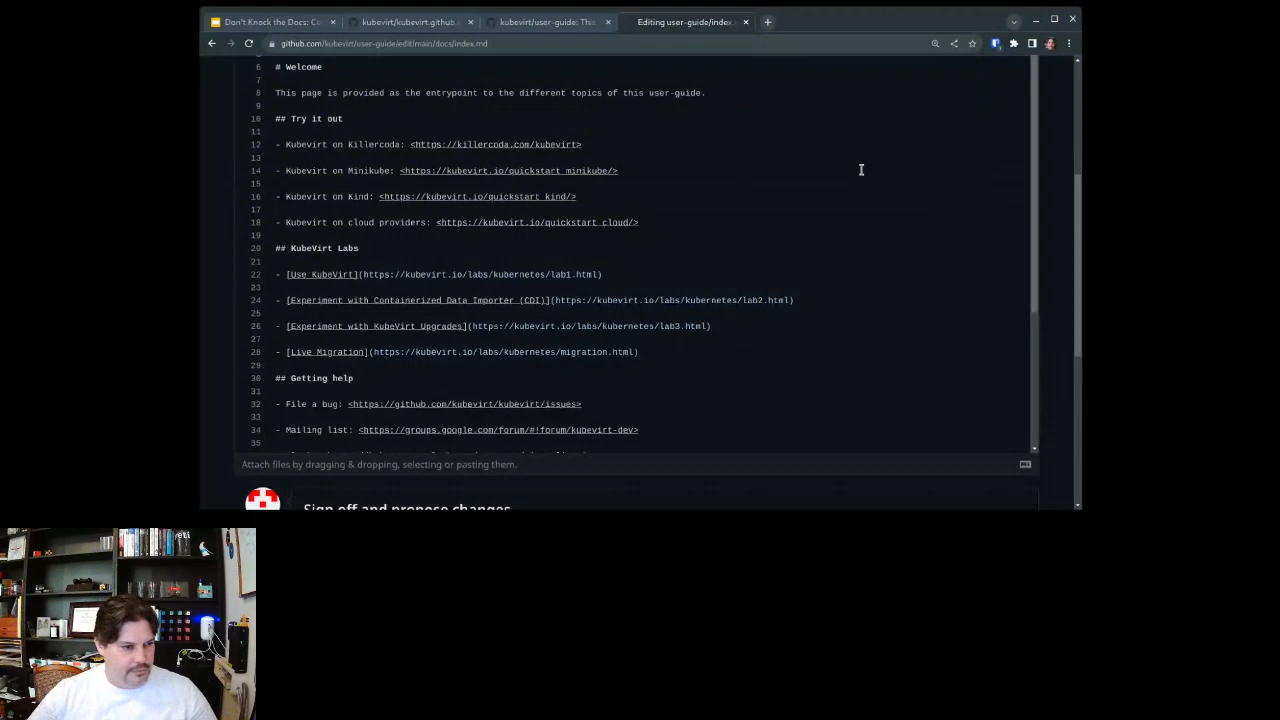 Don't Knock the Docs: Co
kubevirt/kubevirt.github.
kubevirt/user-guide: This
Editing user-guide/index.
github.com/kubevirt/user-guide/edit/main/docs/index.md
6 # Welcome
7
8 This page is provided as the entrypoint to the different topics of this user-guide.
9
10 ## Try it out
11
12 - Kubevirt on Killercoda: <https://killercoda.com/kubevirt>
13
14 - Kubevirt on Minikube: <https://kubevirt.io/quickstart_minikube/>
15
16 - Kubevirt on Kind: <https://kubevirt.io/quickstart_kind/>
17
18 - Kubevirt on cloud providers: <https://kubevirt.io/quickstart_cloud/>
19
20 ## KubeVirt Labs
21
22 - [Use KubeVirt](https://kubevirt.io/labs/kubernetes/lab1.html)
23
24 - [Experiment with Containerized Data Importer (CDI)](https://kubevirt.io/labs/kubernetes/lab2.html)
25
26 - [Experiment with KubeVirt Upgrades](https://kubevirt.io/labs/kubernetes/lab3.html)
27
28 - [Live Migration](https://kubevirt.io/labs/kubernetes/migration.html)
29
30 ## Getting help
31
32 - File a bug: <https://github.com/kubevirt/kubevirt/issues>
33
34 - Mailing list: <https://groups.google.com/forum/#!forum/kubevirt-dev>
35
Attach files by dragging & dropping, selecting or pasting them.
Sign off and propose changes
yeti